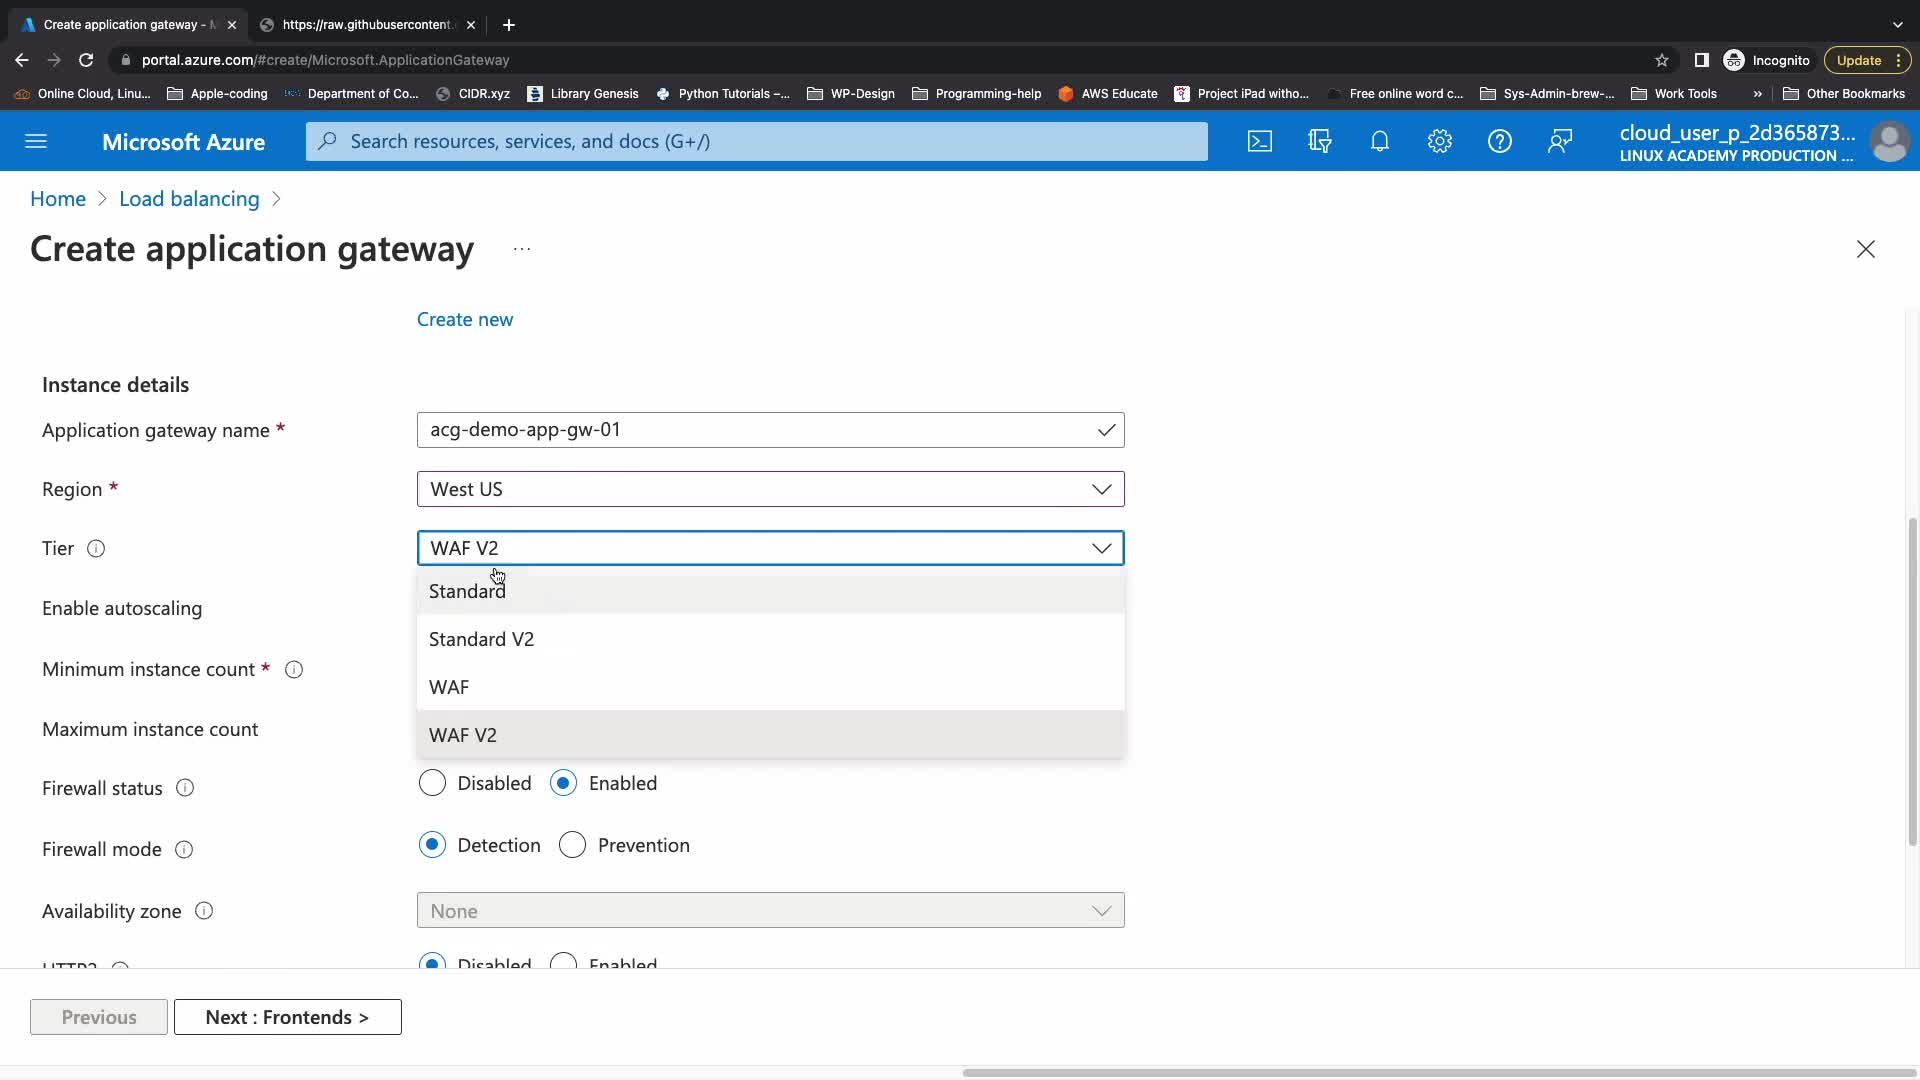 Create application gateway - M
https://raw.githubusercontent.c
portal.azure.com/#create/Microsoft.ApplicationGateway
Incognito
Update
Online Cloud, Linu...
Apple-coding
Department of Co...
CIDR.xyz
Library Genesis
Python Tutorials –...
WP-Design
Programming-help
AWS Educate
Project iPad witho...
Free online word c...
Sys-Admin-brew-...
Work Tools
»
Other Bookmarks
Microsoft Azure
Search resources, services, and docs (G+/)
cloud_user_p_2d365873...
LINUX ACADEMY PRODUCTION ...
Home > Load balancing >
Create application gateway ...
Create new
Instance details
Application gateway name *
acg-demo-app-gw-01
Region *
West US
Tier
WAF V2
Standard
Enable autoscaling
Standard V2
Minimum instance count *
WAF
Maximum instance count
WAF V2
Firewall status
Disabled
Enabled
Firewall mode
Detection
Prevention
Availability zone
None
HTTP2
Disabled
Enabled
Previous
Next : Frontends >